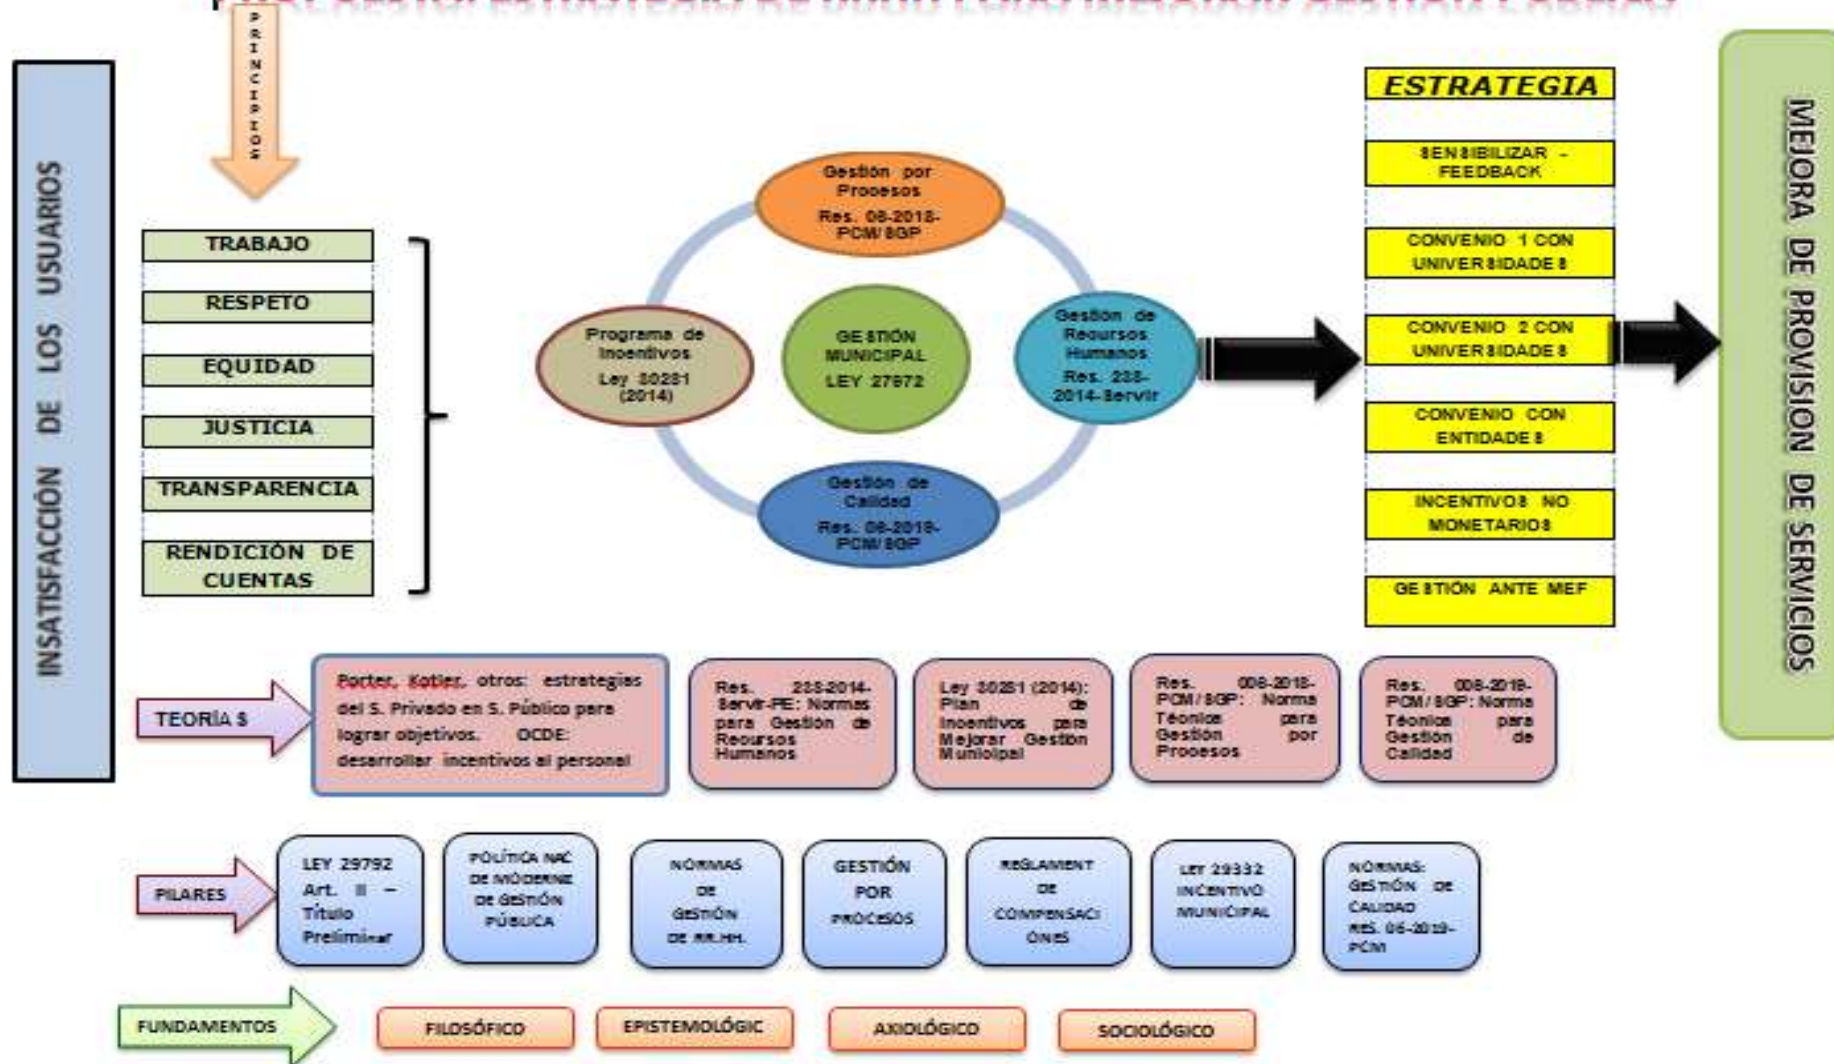 PRINCIPIOS
INSATISFACCIÓN DE LOS USUARIOS
TRABAJO
RESPETO
EQUIDAD
JUSTICIA
TRANSPARENCIA
RENDICIÓN DE
CUENTAS
Gestión por
Procesos
Res. 06-2018-
PCM/SGP
Programa de
Incentivos
Ley 30281
(2014)
GESTIÓN
MUNICIPAL
LEY 27972
Gestión de
Recursos
Humanos
Res. 238-
2014-Servir
Gestión de
Calidad
Res. 06-2019-
PCM/SGP
ESTRATEGIA
SENSIBILIZAR -
FEEDBACK
CONVENIO 1 CON
UNIVERSIDADES
CONVENIO 2 CON
UNIVERSIDADES
CONVENIO CON
ENTIDADES
INCENTIVOS NO
MONETARIOS
GESTIÓN ANTE MEF
MEJORA DE PROVISION DE SERVICIOS
TEORÍAS
Porter, Kotler, otros: estrategias
del S. Privado en S. Público para
lograr objetivos. OCDE:
desarrollar incentivos al personal
Res. 238-2014-
Servir-PE: Normas
para Gestión de
Recursos
Humanos
Ley 30281 (2014):
Plan de
Incentivos para
Mejorar Gestión
Municipal
Res. 006-2018-
PCM/SGP: Norma
Técnica para
Gestión por
Procesos
Res. 006-2019-
PCM/SGP: Norma
Técnica para
Gestión de
Calidad
PILARES
LEY 29792
Art. II –
Título
Preliminar
POLÍTICA NAC
DE MODERNE
DE GESTIÓN
PÚBLICA
NORMAS
DE
GESTIÓN
DE RR.HH.
GESTIÓN
POR
PROCESOS
REGLAMENT
DE
COMPENSACI
ONES
LEY 29332
INCENTIVO
MUNICIPAL
NORMAS:
GESTIÓN DE
CALIDAD
RES. 06-2019-
PCM
FUNDAMENTOS
FILOSÓFICO
EPISTEMOLÓGIC
AXIOLÓGICO
SOCIOLÓGICO